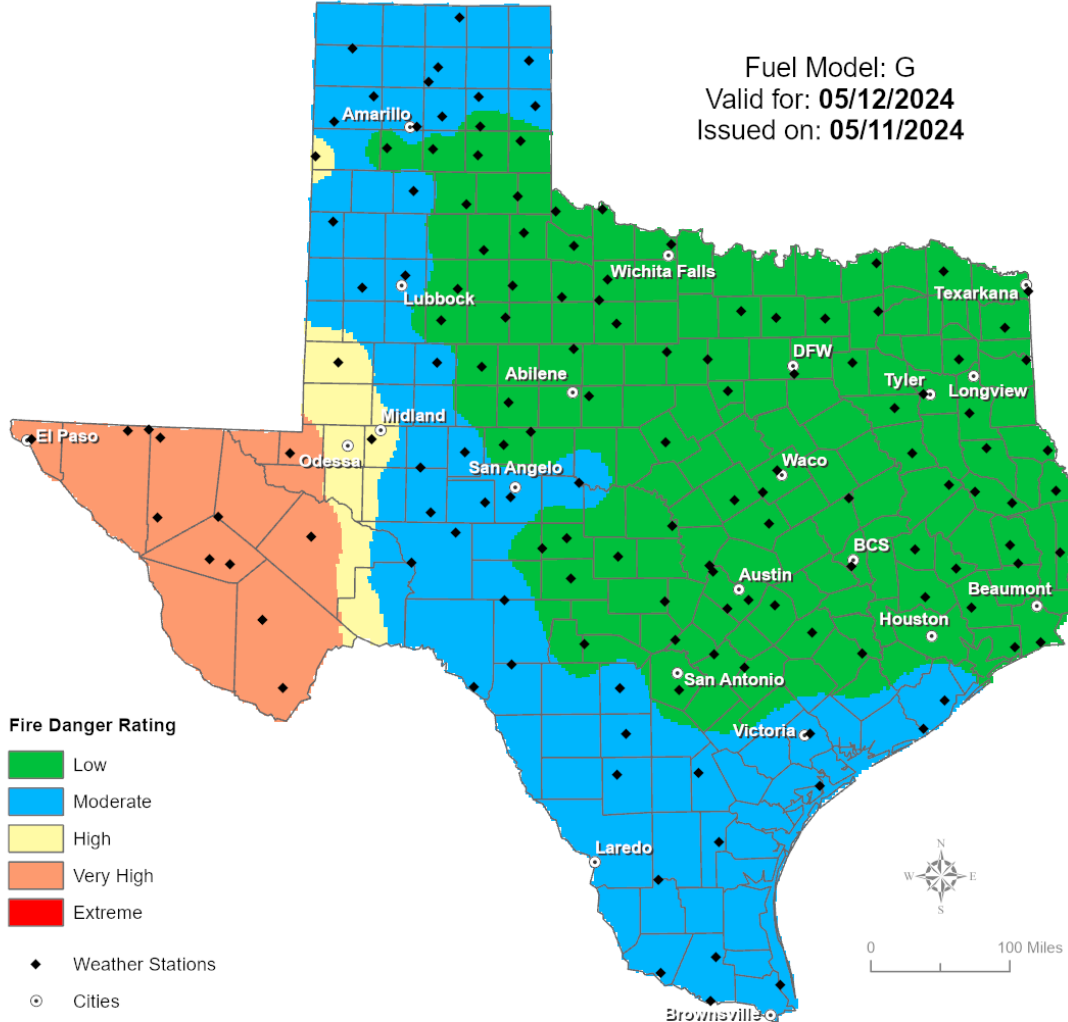 Fuel Model: G
Valid for: 05/12/2024
Issued on: 05/11/2024
Amarillo
Wichita Falls
Lubbock
Texarkana
DFW
Abilene
Tyler
Longview
Midland
El Paso
Odessa
San Angelo
Waco
BCS
Austin
Beaumont
Houston
San Antonio
Victoria
Laredo
Brownsville
Fire Danger Rating
Low
Moderate
High
Very High
Extreme
Weather Stations
Cities
N
W
E
S
0
100 Miles